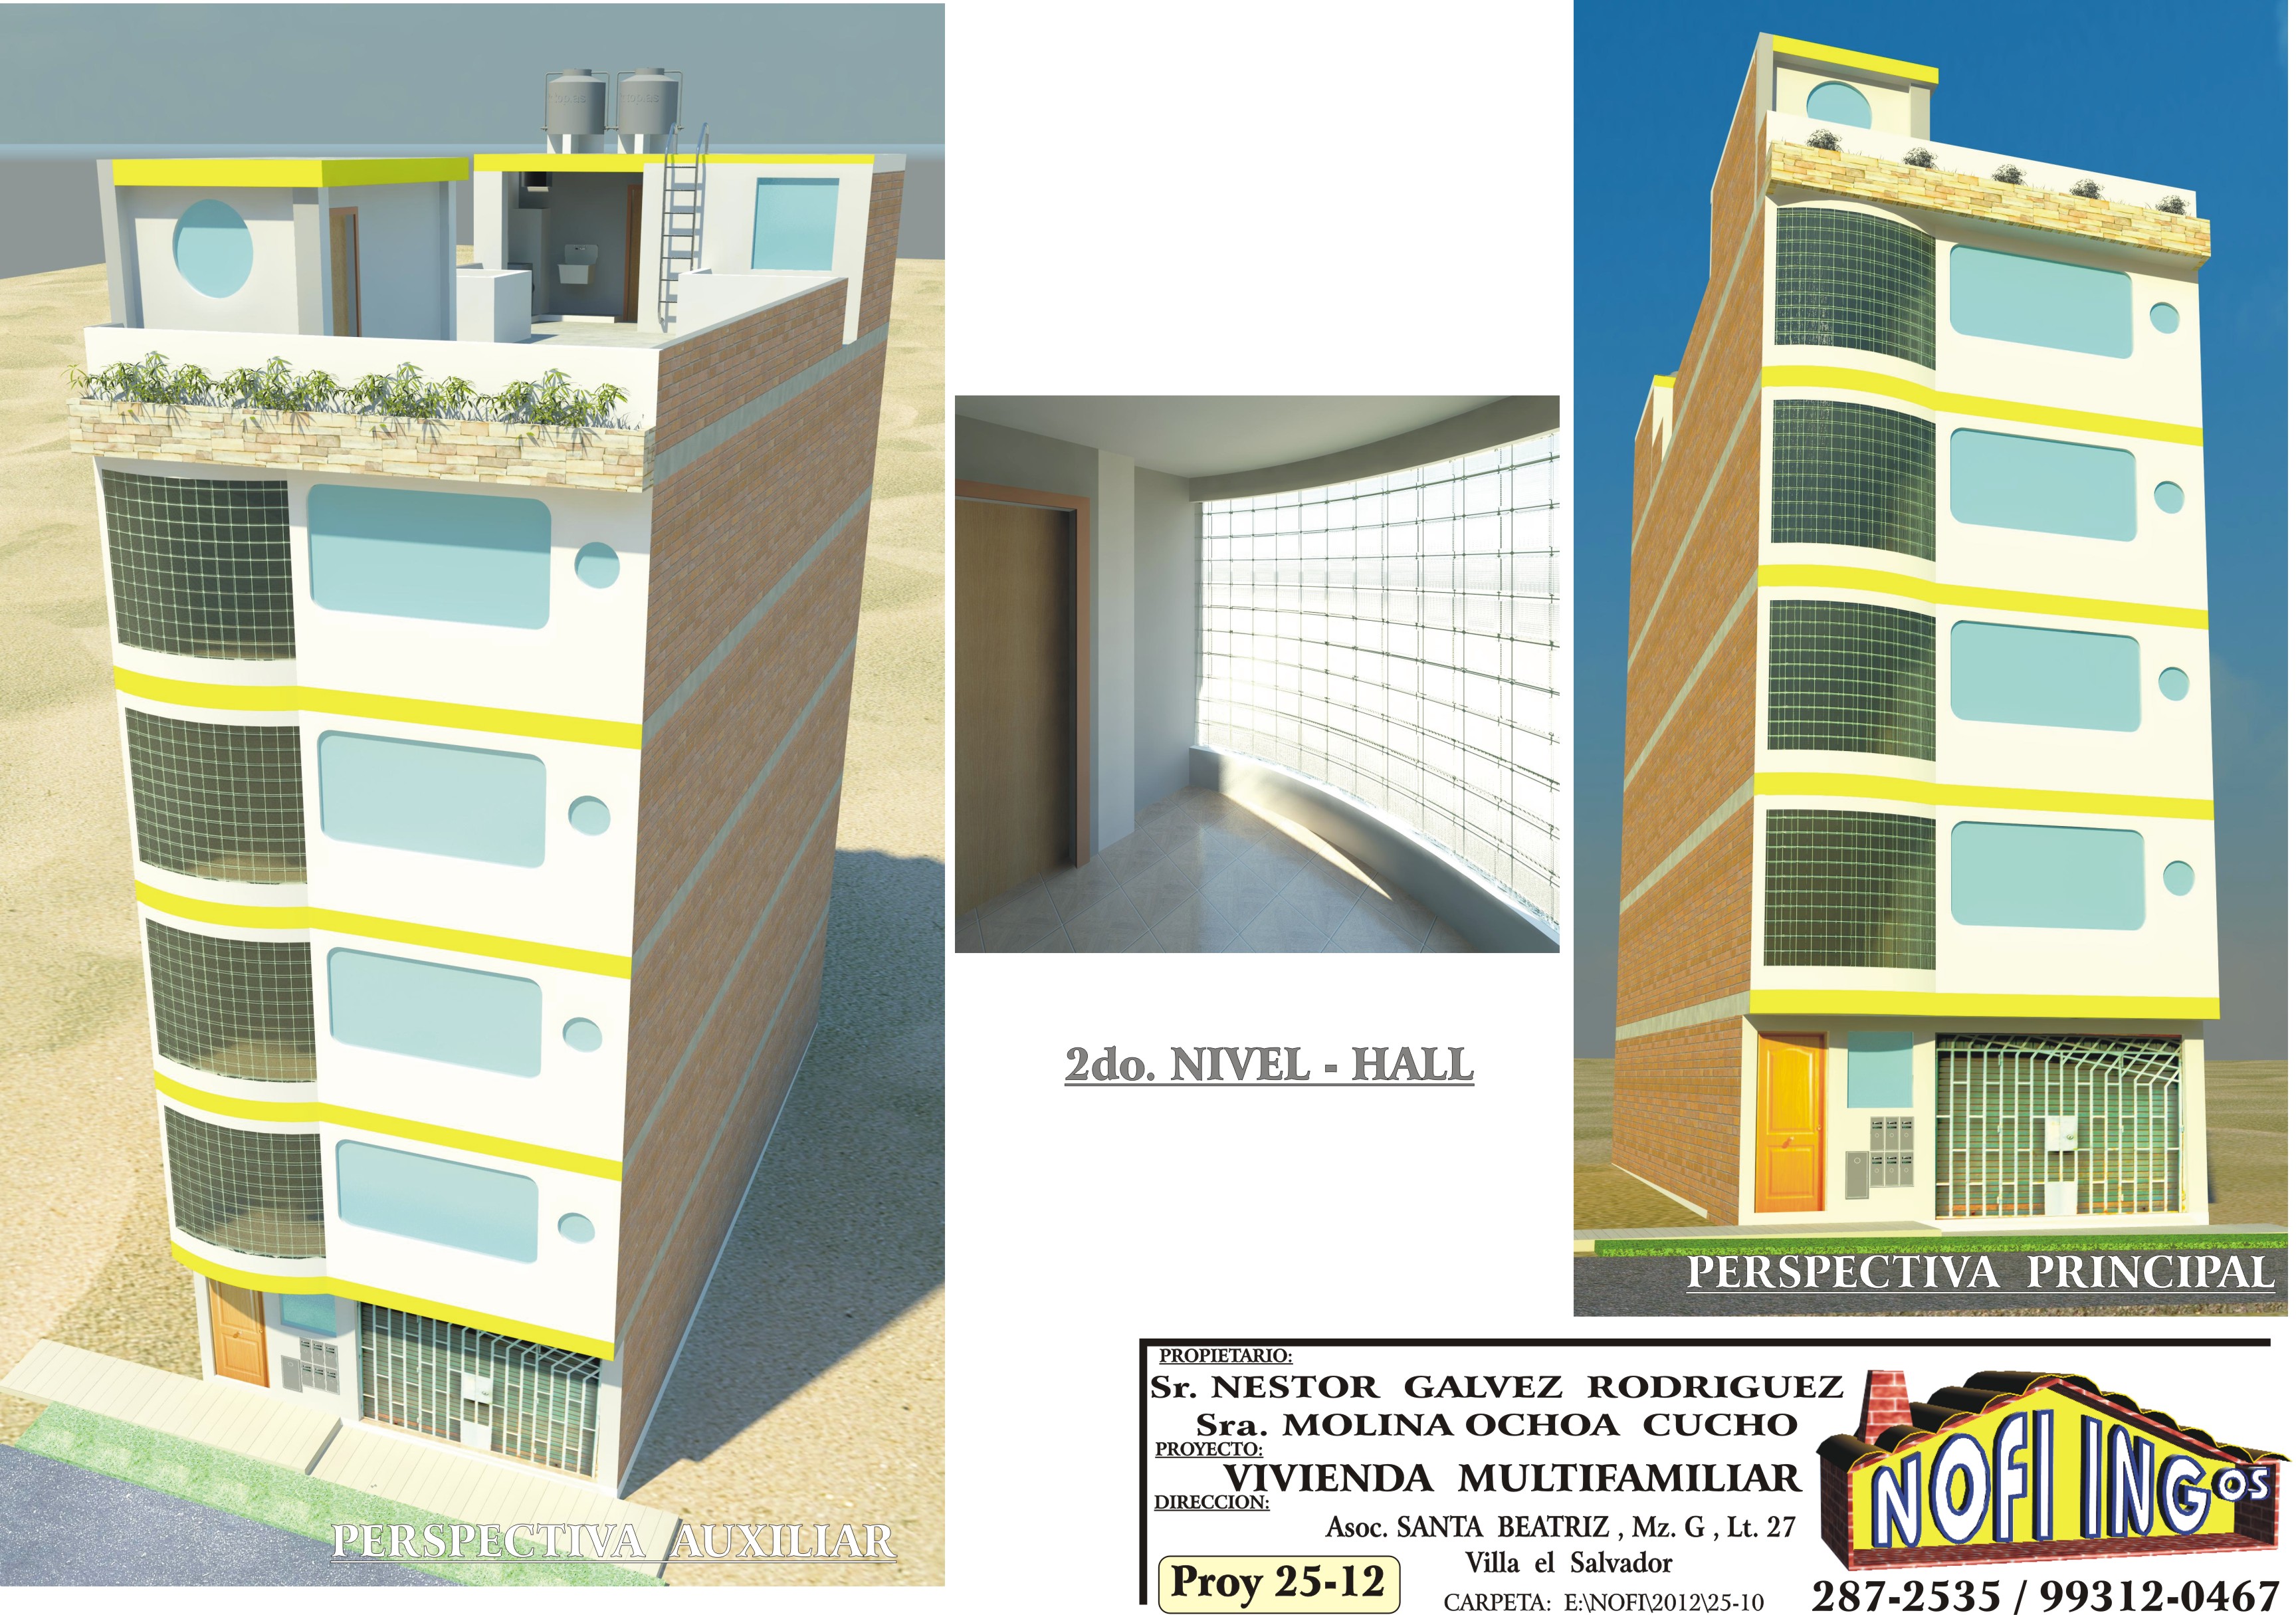 2do. NIVEL - HALL
PERSPECTIVA PRINCIPAL
PERSPECTIVA AUXILIAR
PROPIETARIO:
Sr. NESTOR GALVEZ RODRIGUEZ
Sra. MOLINA OCHOA CUCHO
PROYECTO:
VIVIENDA MULTIFAMILIAR
DIRECCION:
Asoc. SANTA BEATRIZ , Mz. G , Lt. 27
Villa el Salvador
Proy 25-12
CARPETA: E:\NOFI\2012\25-10
NOFI INGOS
287-2535 / 99312-0467